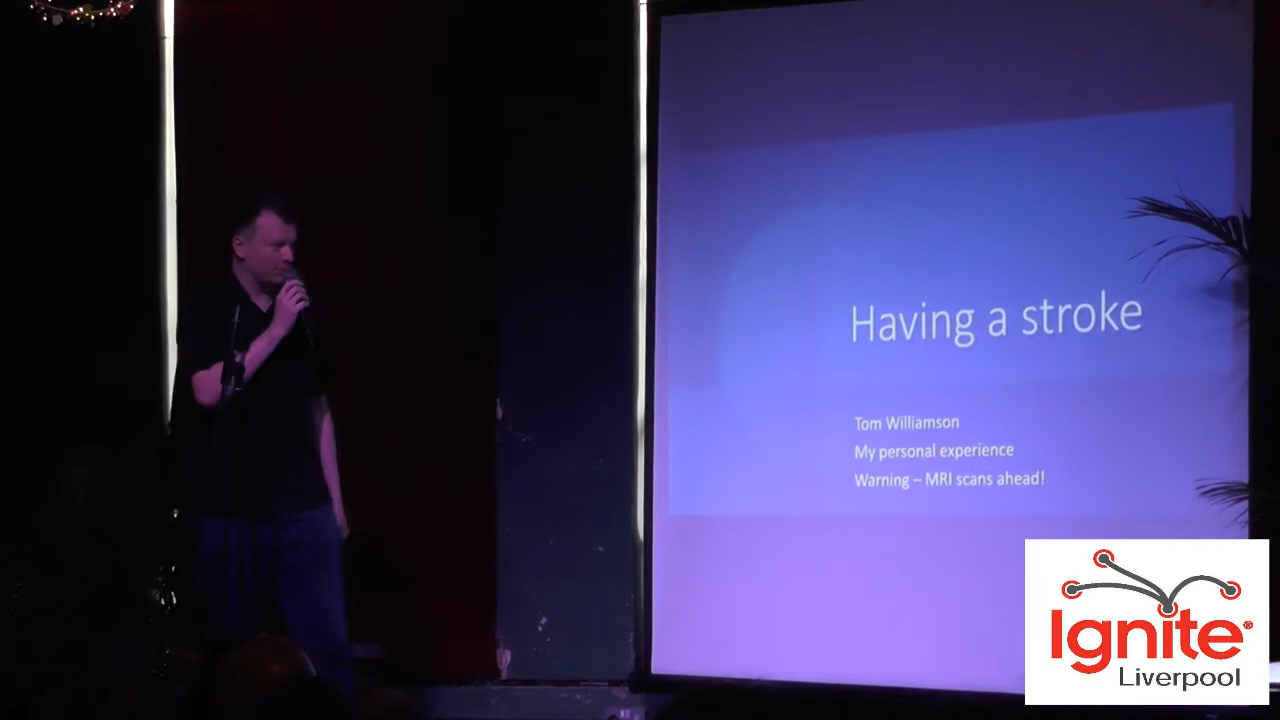 Having a stroke
Tom Williamson
My personal experience
Warning – MRI scans ahead!
Ignite®
Liverpool